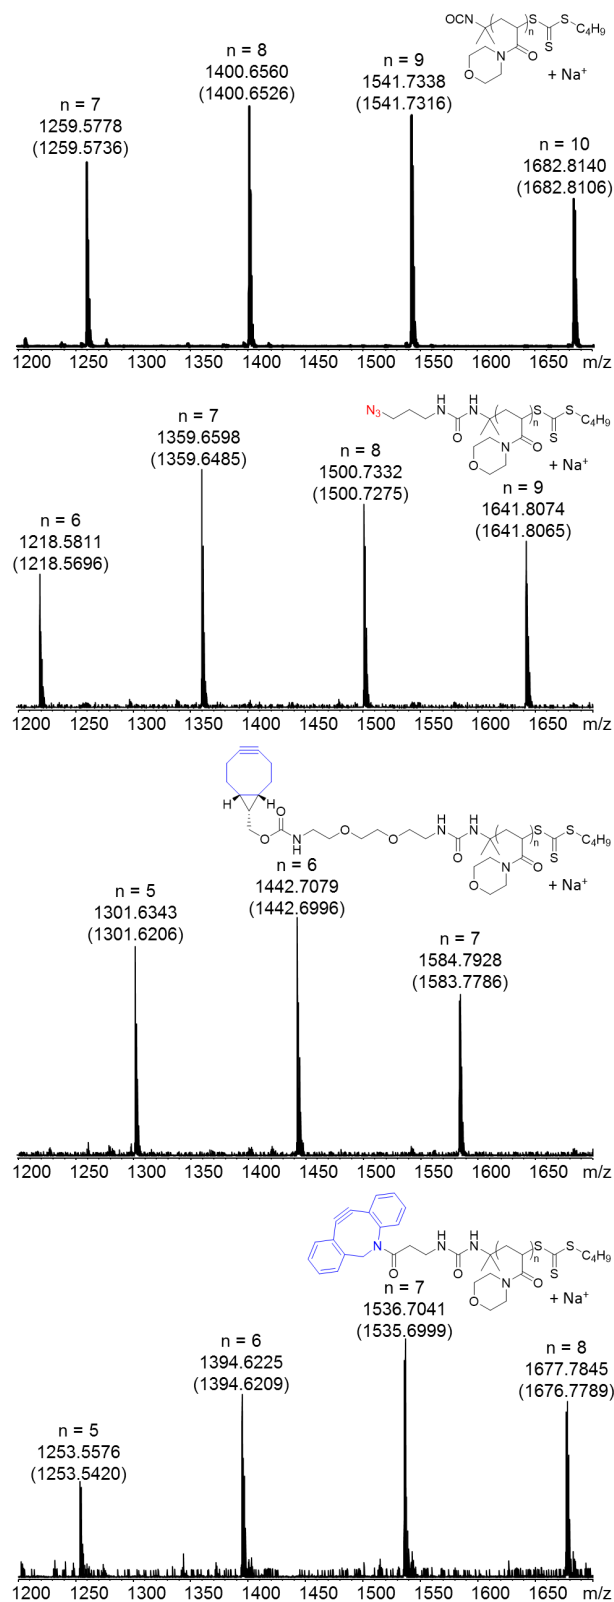 OCN
n
S
S
C4H9
S
N
O
O
+ Na+
n = 7
1259.5778
(1259.5736)
n = 8
1400.6560
(1400.6526)
n = 9
1541.7338
(1541.7316)
n = 10
1682.8140
(1682.8106)
1200 1300 1350 1400 1450 1500 1550 1600 1650 m/z
N3
H
N
O
H
N
n
S
S
C4H9
S
N
O
O
+ Na+
n = 6
1218.5811
(1218.5696)
n = 7
1359.6598
(1359.6485)
n = 8
1500.7332
(1500.7275)
n = 9
1641.8074
(1641.8065)
1200 1300 1350 1400 1450 1500 1550 1600 1650 m/z
H
H
O
O
N
H
O
O
H
N
O
H
N
n
S
S
C4H9
S
N
O
O
+ Na+
n = 5
1301.6343
(1301.6206)
n = 6
1442.7079
(1442.6996)
n = 7
1584.7928
(1583.7786)
1200 1300 1350 1400 1450 1500 1550 1600 1650 m/z
N
O
H
N
O
H
N
n
S
S
C4H9
S
N
O
O
+ Na+
n = 5
1253.5576
(1253.5420)
n = 6
1394.6225
(1394.6209)
n = 7
1536.7041
(1535.6999)
n = 8
1677.7845
(1676.7789)
1200 1300 1350 1400 1450 1500 1550 1600 1650 m/z